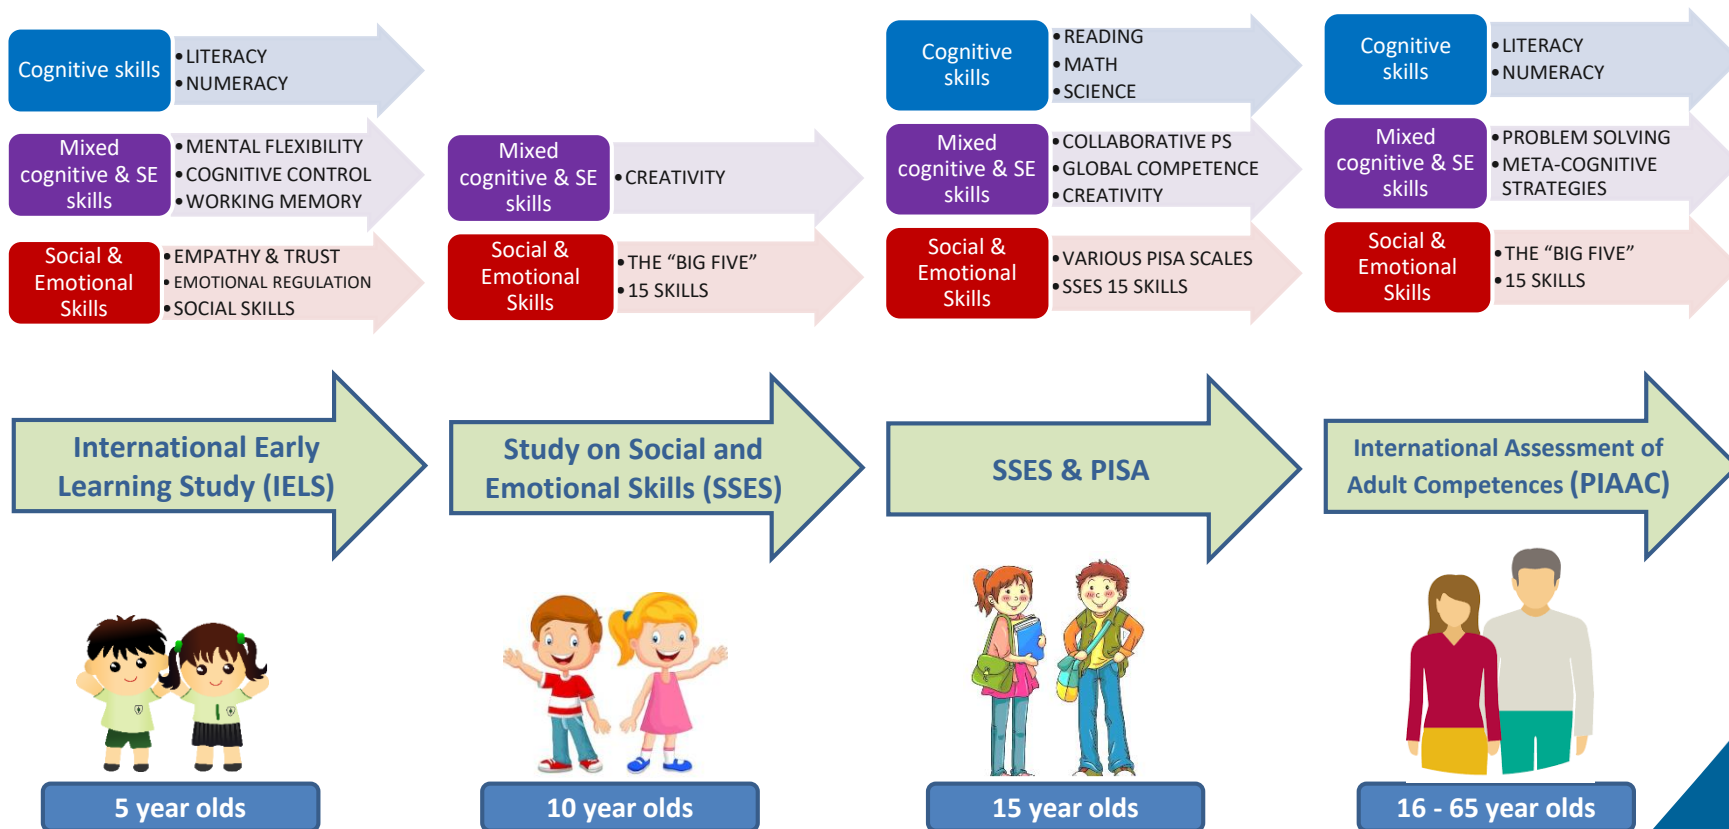 Cognitive skills
• LITERACY
• NUMERACY
Mixed
cognitive & SE
skills
• MENTAL FLEXIBILITY
• COGNITIVE CONTROL
• WORKING MEMORY
Social &
Emotional
Skills
• EMPATHY & TRUST
• EMOTIONAL REGULATION
• SOCIAL SKILLS
Mixed
cognitive & SE
skills
• CREATIVITY
Social &
Emotional
Skills
• THE “BIG FIVE”
• 15 SKILLS
Cognitive
skills
• READING
• MATH
• SCIENCE
Mixed
cognitive & SE
skills
• COLLABORATIVE PS
• GLOBAL COMPETENCE
• CREATIVITY
Social &
Emotional
Skills
• VARIOUS PISA SCALES
• SSES 15 SKILLS
Cognitive
skills
• LITERACY
• NUMERACY
Mixed
cognitive & SE
skills
• PROBLEM SOLVING
• META-COGNITIVE
STRATEGIES
Social &
Emotional
Skills
• THE “BIG FIVE”
• 15 SKILLS
International Early
Learning Study (IELS)
Study on Social and
Emotional Skills (SSES)
SSES & PISA
International Assessment of
Adult Competences (PIAAC)
5 year olds
10 year olds
15 year olds
16 - 65 year olds